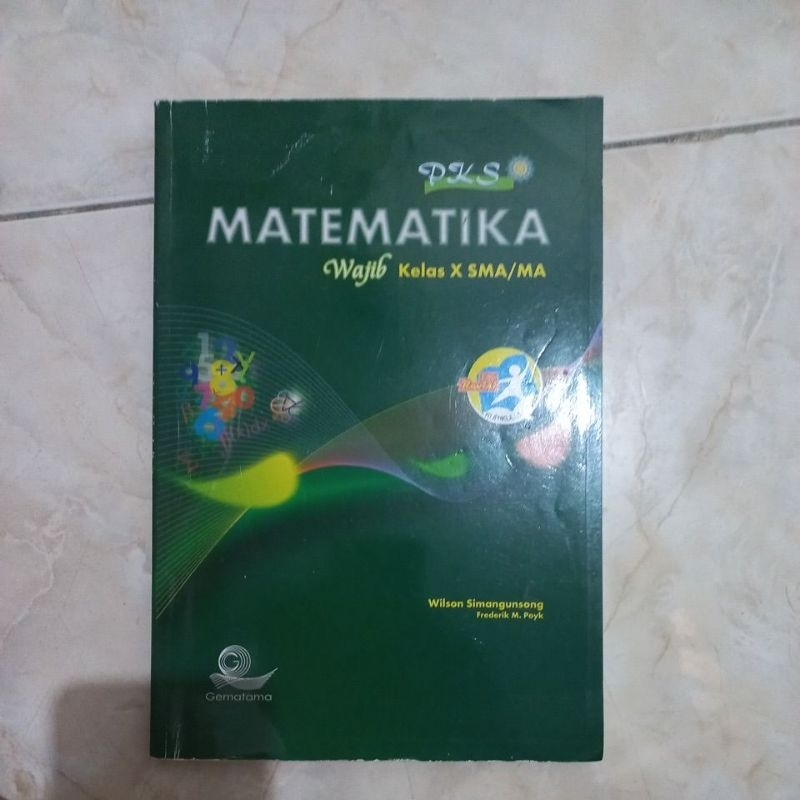 PKS
MATEMATIKA
Wajib Kelas X SMA/MA
Wilson Simangunsong
Frederik M. Poyk
G
Gematama